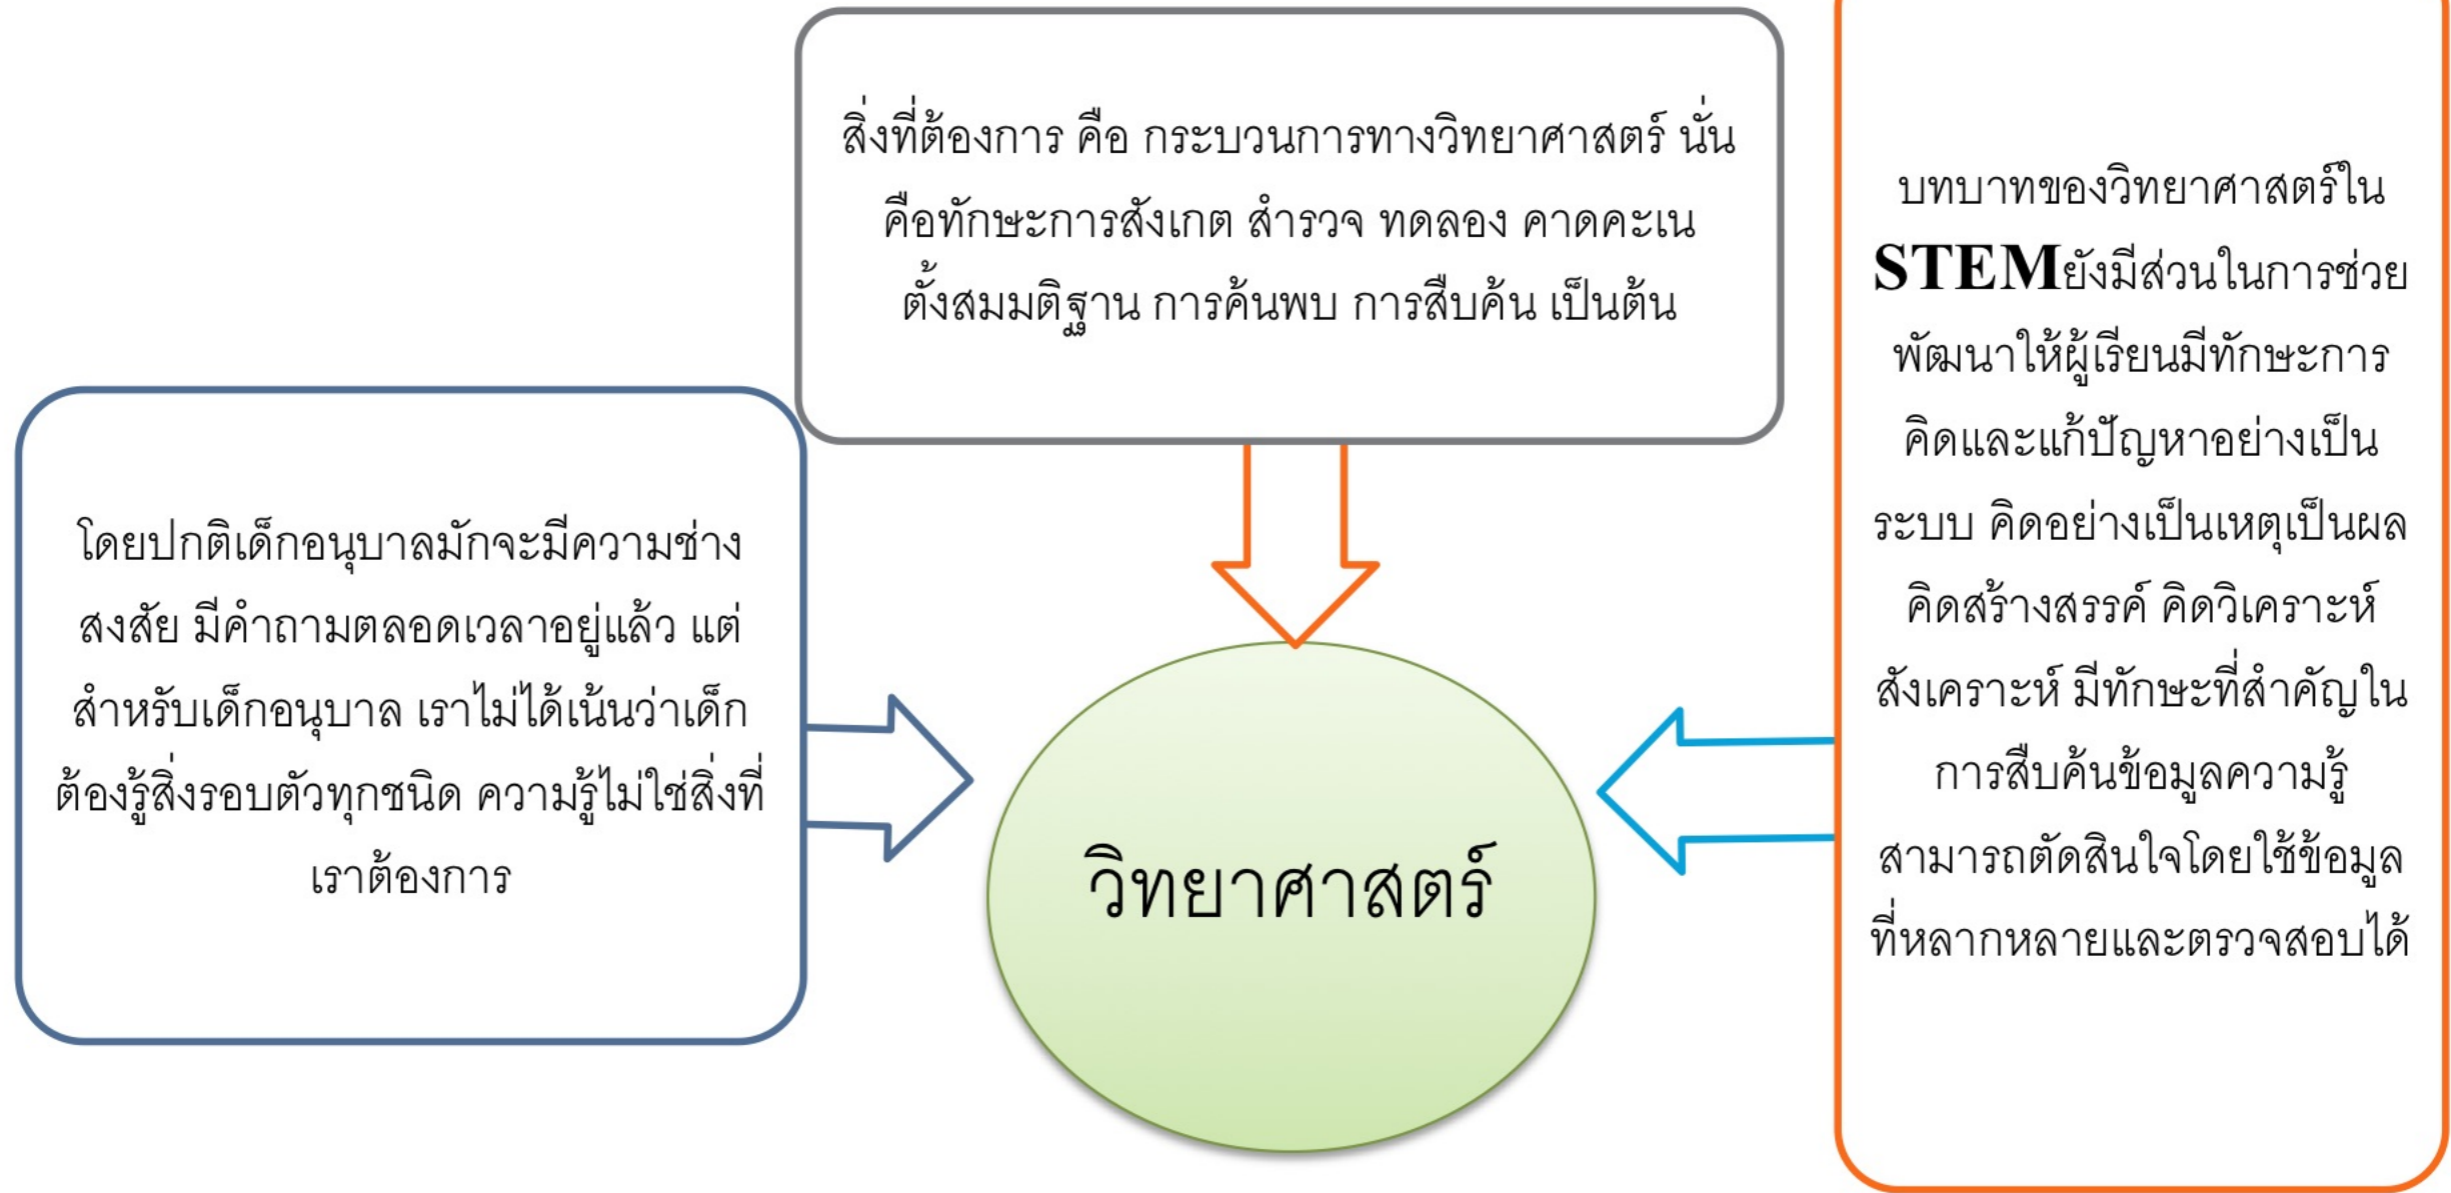 สิ่งที่ต้องการ คือ กระบวนการทางวิทยาศาสตร์ นั่น
คือทักษะการสังเกต สำรวจ ทดลอง คาดคะเน
ตั้งสมมติฐาน การค้นพบ การสืบค้น เป็นต้น
โดยปกติเด็กอนุบาลมักจะมีความช่าง
สงสัย มีคำถามตลอดเวลาอยู่แล้ว แต่
สำหรับเด็กอนุบาล เราไม่ได้เน้นว่าเด็ก
ต้องรู้สิ่งรอบตัวทุกชนิด ความรู้ไม่ใช่สิ่งที่
เราต้องการ
วิทยาศาสตร์
บทบาทของวิทยาศาสตร์ใน
STEMยังมีส่วนในการช่วย
พัฒนาให้ผู้เรียนมีทักษะการ
คิดและแก้ปัญหาอย่างเป็น
ระบบ คิดอย่างเป็นเหตุเป็นผล
คิดสร้างสรรค์ คิดวิเคราะห์
สังเคราะห์ มีทักษะที่สำคัญใน
การสืบค้นข้อมูลความรู้
สามารถตัดสินใจโดยใช้ข้อมูล
ที่หลากหลายและตรวจสอบได้